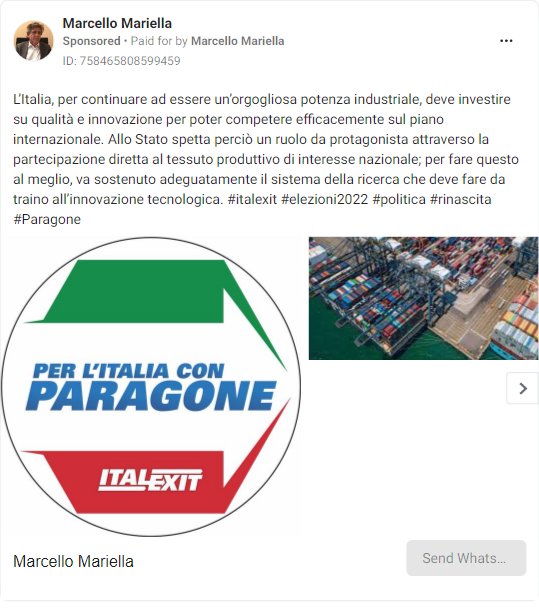 Marcello Mariella
Sponsored • Paid for by Marcello Mariella
ID: 758465808599459
L'Italia, per continuare ad essere un'orgogliosa potenza industriale, deve investire
su qualità e innovazione per poter competere efficacemente sul piano
internazionale. Allo Stato spetta perciò un ruolo da protagonista attraverso la
partecipazione diretta al tessuto produttivo di interesse nazionale; per fare questo
al meglio, va sostenuto adeguatamente il sistema della ricerca che deve fare da
traino all'innovazione tecnologica. #italexit #elezioni2022 #politica #rinascita
#Paragone
PER L'ITALIA CON
PARAGONE
ITALEXIT
Marcello Mariella
Send Whats...